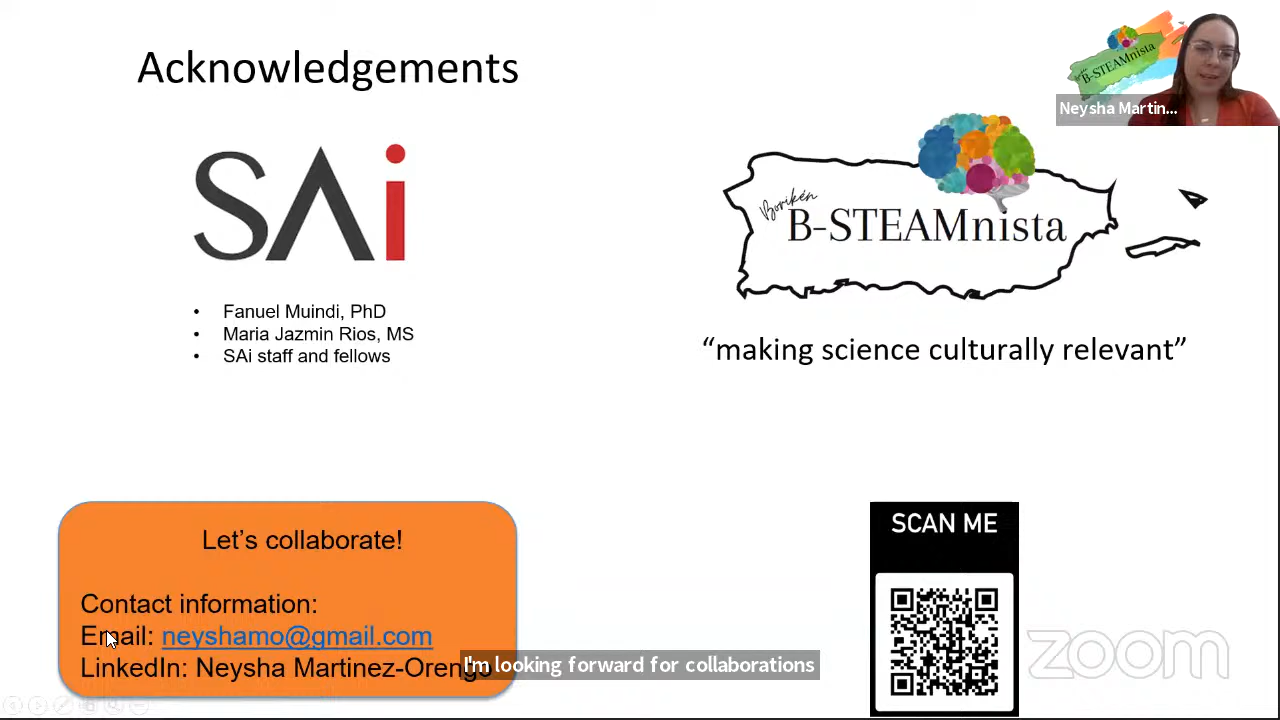 Acknowledgements
B-STEAMnista
Neysha Martin...
SAi
Borikén
B-STEAMnista
• Fanuel Muindi, PhD
• Maria Jazmin Rios, MS
• SAi staff and fellows
“making science culturally relevant”
Let’s collaborate!
Contact information:
Email: neyshamo@gmail.com
LinkedIn: Neysha Martinez-Orengo
I'm looking forward for collaborations
SCAN ME
zoom